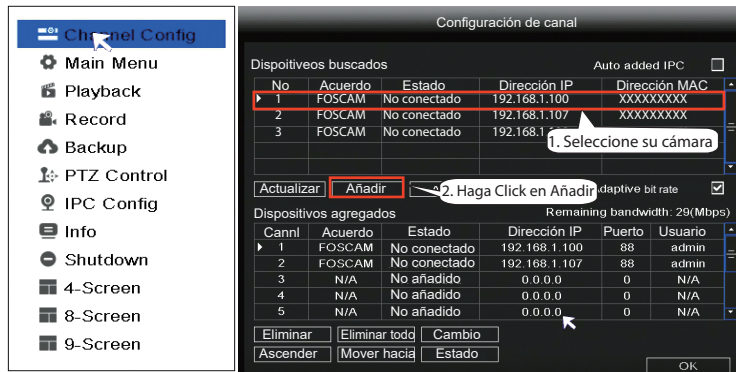 Channel Config
Main Menu
Playback
Record
Backup
PTZ Control
IPC Config
Info
Shutdown
4-Screen
8-Screen
9-Screen
Configuración de canal
Dispoitiveos buscados Auto added IPC
No Acuerdo Estado Dirección IP Dirección MAC
1 FOSCAM No conectado 192.168.1.100 XXXXXXXXX
2 FOSCAM No conectado 192.168.1.107 XXXXXXXXX
3 FOSCAM No conectado 192.168.1
1. Seleccione su cámara
Actualizar Añadir
2. Haga Click en Añadir
daptive bit rate
Dispositivos agregados Remaining bandwidth: 29(Mbps)
Cannl Acuerdo Estado Dirección IP Puerto Usuario
1 FOSCAM No conectado 192.168.1.100 88 admin
2 FOSCAM No conectado 192.168.1.107 88 admin
3 N/A No añadido 0.0.0.0 0 N/A
4 N/A No añadido 0.0.0.0 0 N/A
5 N/A No añadido 0.0.0.0 0 N/A
Eliminar Eliminar todo Cambio
Ascender Mover hacia Estado
OK